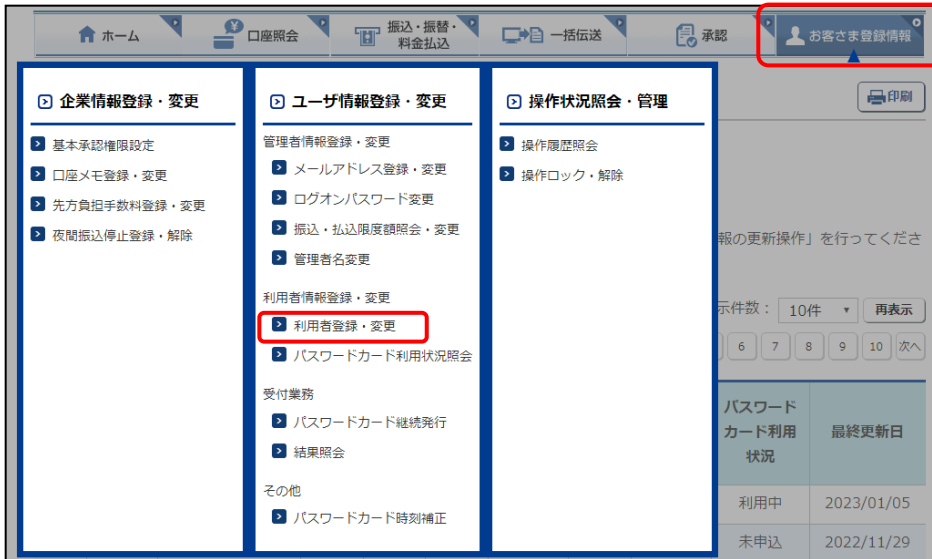 ホーム
口座照会
振込・振替・
料金払込
一括伝送
承認
お客さま登録情報
印刷
企業情報登録・変更
基本承認権限設定
口座メモ登録・変更
先方負担手数料登録・変更
夜間振込停止登録・解除
ユーザ情報登録・変更
管理者情報登録・変更
メールアドレス登録・変更
ログオンパスワード変更
振込・払込限度額照会・変更
管理者名変更
利用者情報登録・変更
利用者登録・変更
パスワードカード利用状況照会
受付業務
パスワードカード継続発行
結果照会
その他
パスワードカード時刻補正
操作状況照会・管理
操作履歴照会
操作ロック・解除
報の更新操作」を行ってくださ
示件数： 10件 再表示
6 7 8 9 10 次へ
パスワード
カード利用
状況
最終更新日
利用中 2023/01/05
未申込 2022/11/29